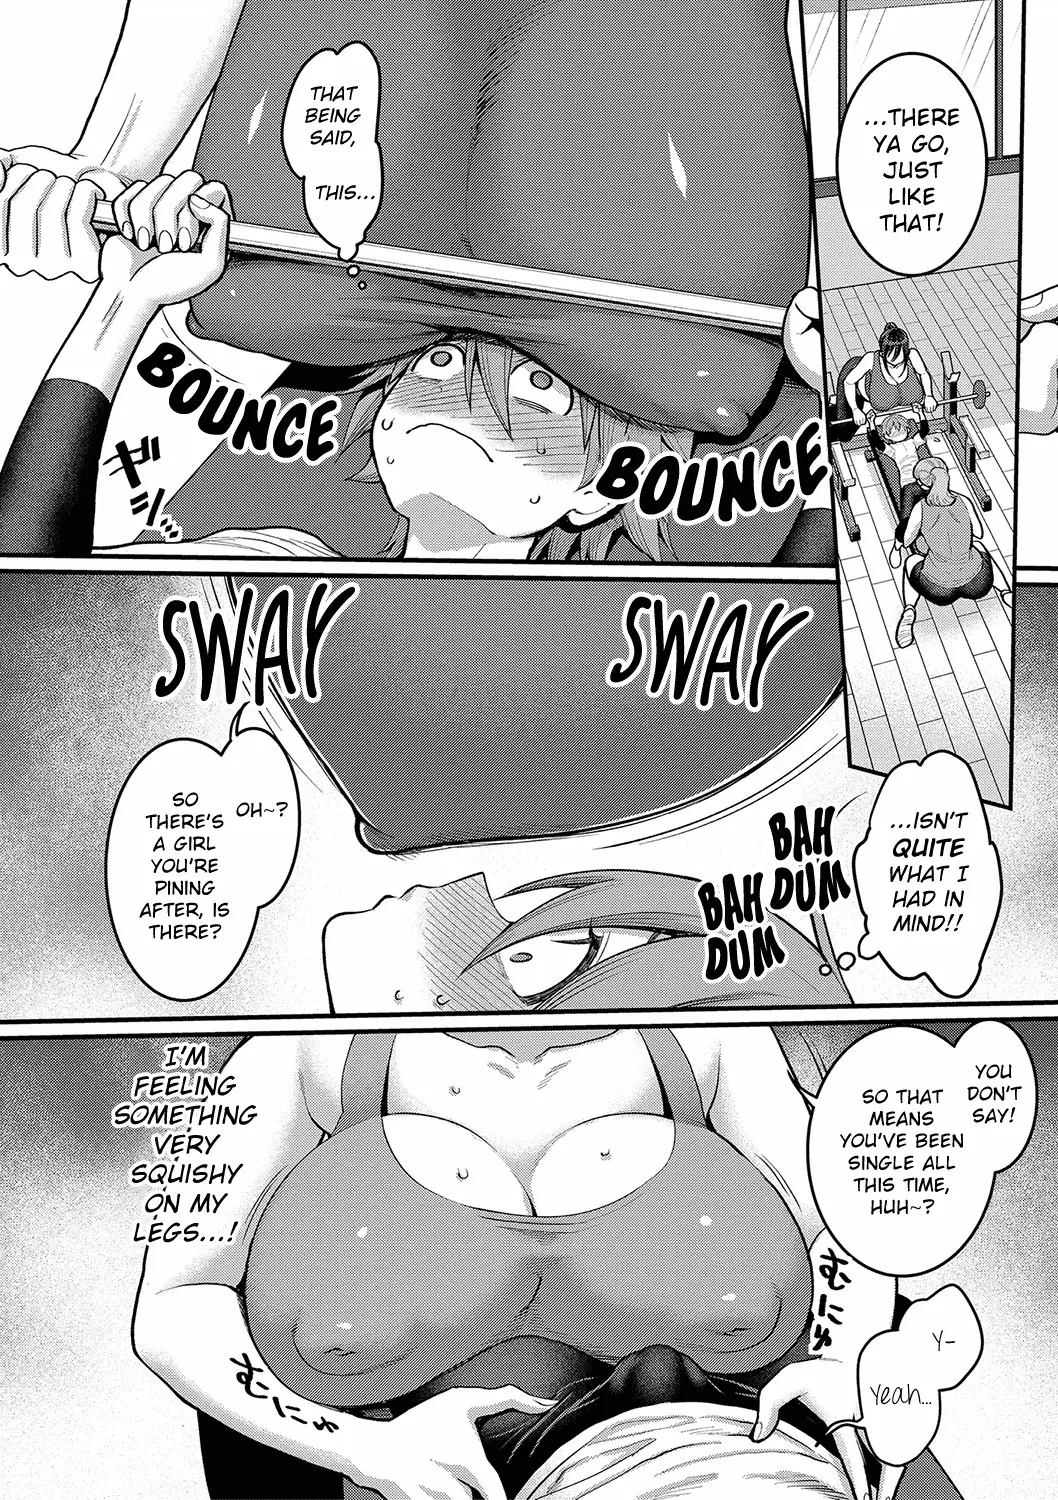 ...THERE
YA GO,
JUST
LIKE
THAT!
THAT
BEING
SAID,
THIS...
BOUNCE
BOUNCE
ギシ...
SWAY
SWAY
...ISN'T
QUITE
WHAT I
HAD IN
MIND!!
BAH
DUM
BAH
DUM
OH~?
SO
THERE'S
A GIRL
YOU'RE
PINING
AFTER, IS
THERE?
YOU
DON'T
SAY!
SO THAT
MEANS
YOU'VE BEEN
SINGLE ALL
THIS TIME,
HUH~?
I'M
FEELING
SOMETHING
VERY
SQUISHY
ON MY
LEGS...!
むにゅ
むにゅ
Y-
Yeah...